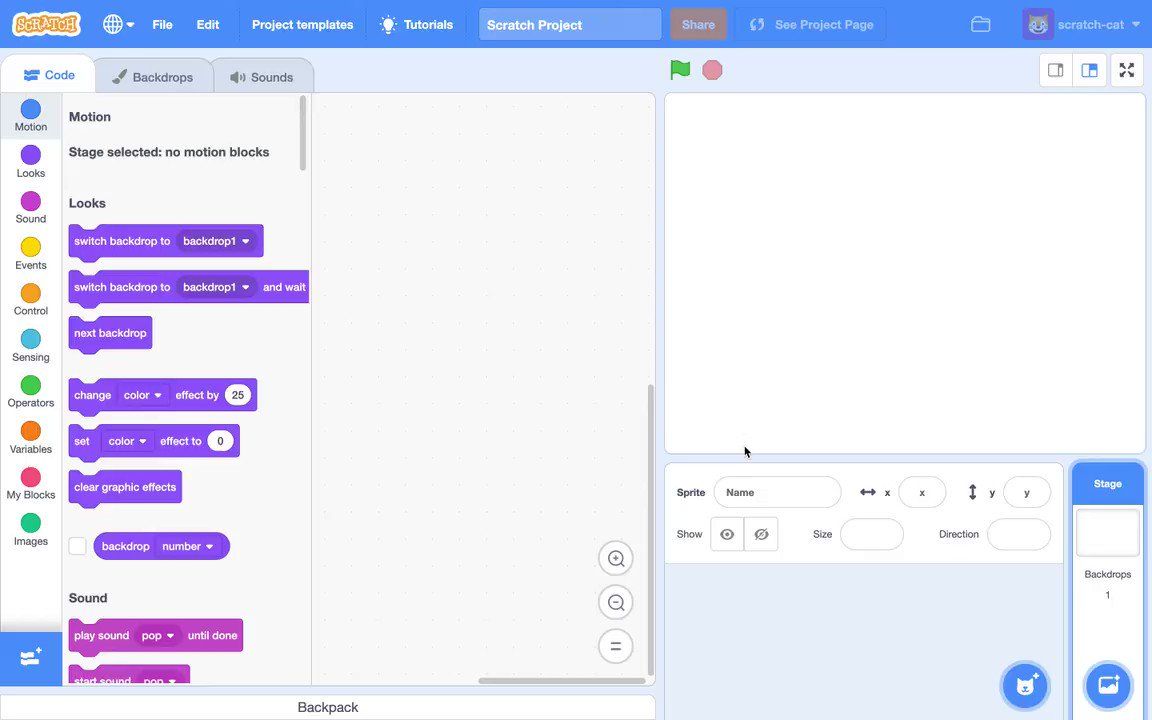 SCRATCH File Edit Project templates Tutorials Scratch Project Share See Project Page scratch-cat
Code Backdrops Sounds
Motion
Looks
Sound
Events
Control
Sensing
Operators
Variables
My Blocks
Images
Motion
Stage selected: no motion blocks
Looks
switch backdrop to backdrop1
switch backdrop to backdrop1 and wait
next backdrop
change color effect by 25
set color effect to 0
clear graphic effects
backdrop number
Sound
play sound pop until done
start sound pop
Backpack
Sprite Name x x y y
Show Size Direction
Stage
Backdrops
1